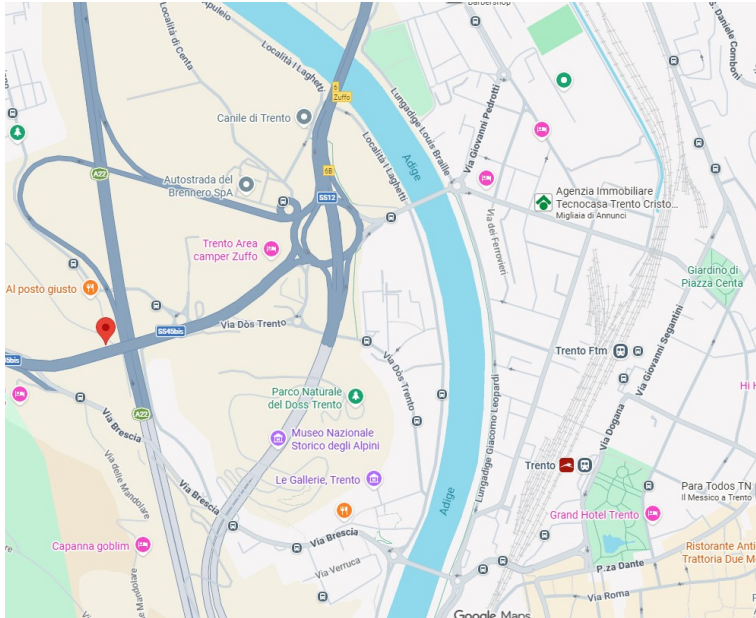 Barbershop
Apuleio
Località di Centa
Località I Laghetti
S. Daniele Comboni
6
Zuffo
Canile di Trento
Lungadige Louis Braille
Via Giovanni Pedrotti
Adige
Località I Laghetti
6B
A22
Autostrada del
Brennero SpA
SS12
Agenzia Immobiliare
Tecnocasa Trento Cristo...
Migliaia di Annunci
Via dei Ferrovieri
Trento Area
camper Zuffo
Giardino di
Piazza Centa
Al posto giusto
SS45bis
Via Dòs Trento
Via Giovanni Segantini
Trento Ftm
Via Dòs Trento
Parco Naturale
del Doss Trento
Lungadige Giacomo Leopardi
Hi H
A22
Via Brescia
Via Dogana
Museo Nazionale
Storico degli Alpini
Via delle Mandolare
Trento
Le Gallerie, Trento
Via Brescia
Para Todos TN
Il Messico a Trento
Adige
Grand Hotel Trento
Via Brescia
Capanna goblim
Ristorante Anti
Trattoria Due M
Via Verruca
P.za Dante
Via Roma
Google Maps